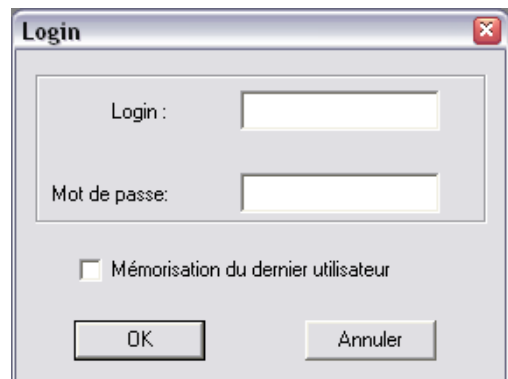 Login
Login :
Mot de passe:
Mémorisation du dernier utilisateur
OK
Annuler